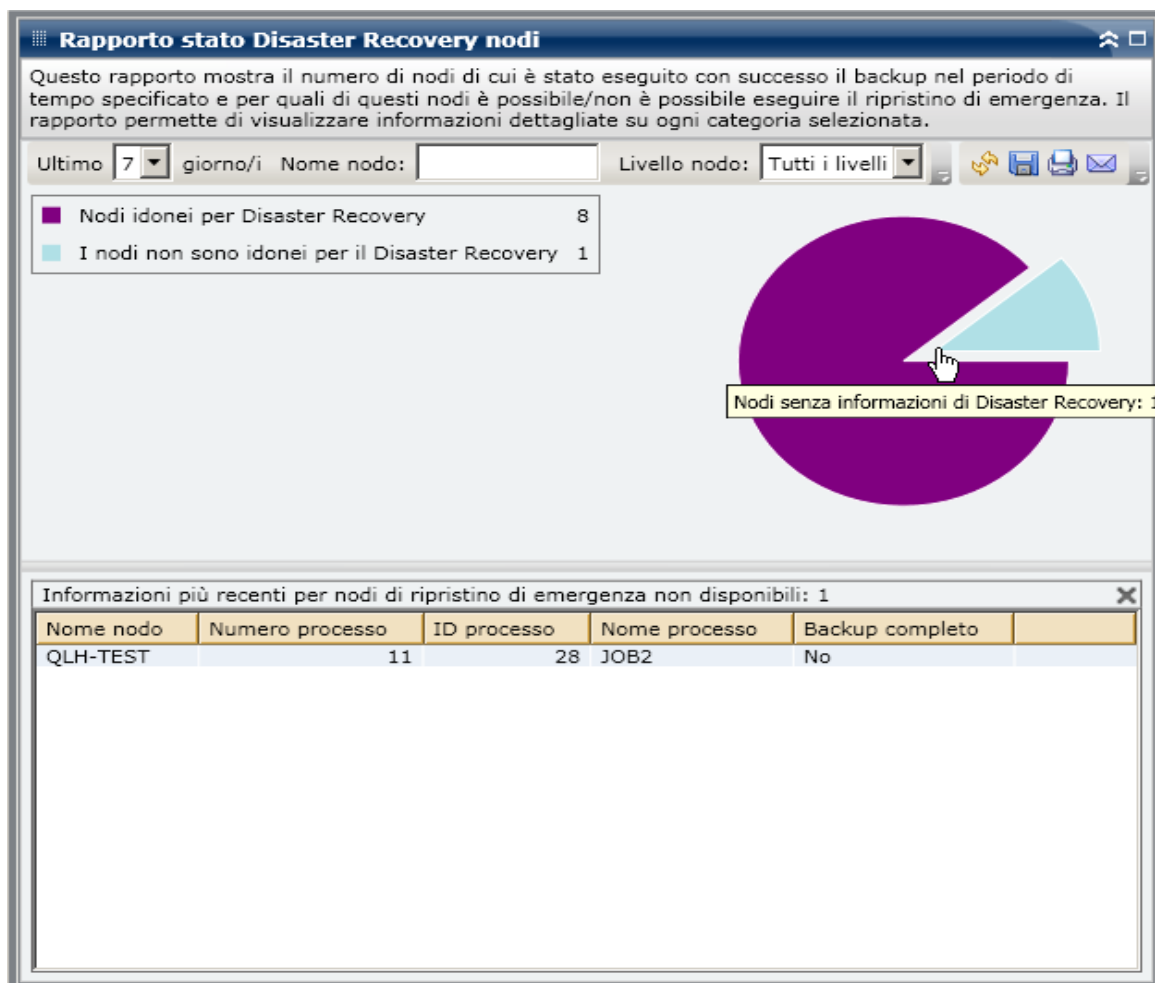 Rapporto stato Disaster Recovery nodi
Questo rapporto mostra il numero di nodi di cui è stato eseguito con successo il backup nel periodo di
tempo specificato e per quali di questi nodi è possibile/non è possibile eseguire il ripristino di emergenza. Il
rapporto permette di visualizzare informazioni dettagliate su ogni categoria selezionata.
Ultimo 7 giorno/i Nome nodo: Livello nodo: Tutti i livelli
Nodi idonei per Disaster Recovery 8
I nodi non sono idonei per il Disaster Recovery 1
Nodi senza informazioni di Disaster Recovery: 1
Informazioni più recenti per nodi di ripristino di emergenza non disponibili: 1
Nome nodo Numero processo ID processo Nome processo Backup completo
QLH-TEST 11 28 JOB2 No